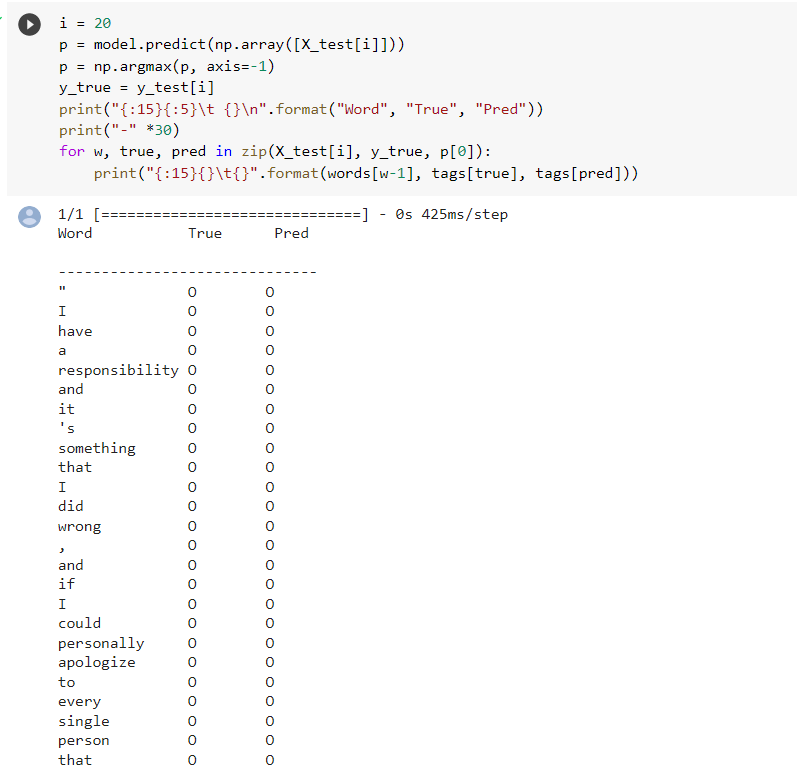 i = 20
p = model.predict(np.array([X_test[i]]))
p = np.argmax(p, axis=-1)
y_true = y_test[i]
print("{:15}{:5}\t {}\n".format("Word", "True", "Pred"))
print("-" *30)
for w, true, pred in zip(X_test[i], y_true, p[0]):
    print("{:15}{}\t{}".format(words[w-1], tags[true], tags[pred]))
1/1 [==============================] - 0s 425ms/step
Word           True      Pred
------------------------------
"              O        O
I              O        O
have           O        O
a              O        O
responsibility O        O
and            O        O
it             O        O
's             O        O
something      O        O
that           O        O
I              O        O
did            O        O
wrong          O        O
,              O        O
and            O        O
if             O        O
I              O        O
could          O        O
personally     O        O
apologize      O        O
to             O        O
every          O        O
single         O        O
person         O        O
that           O        O